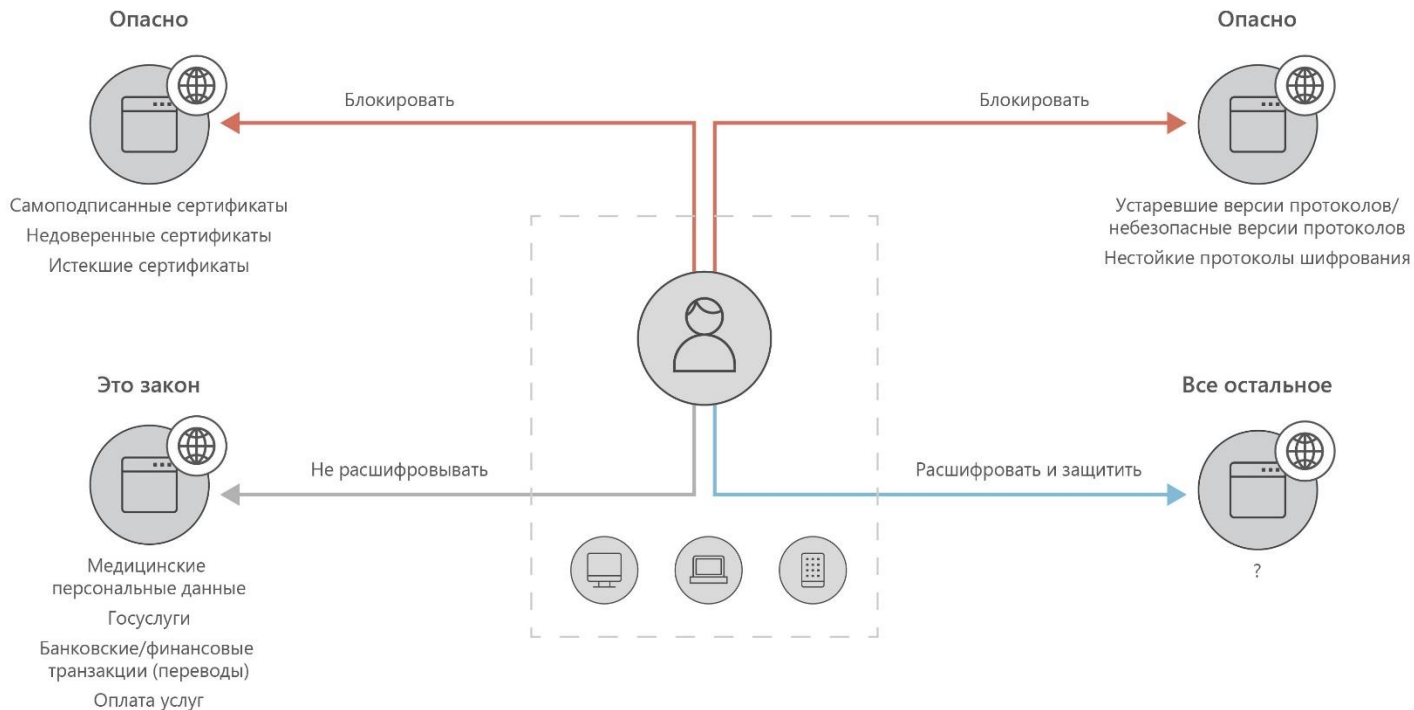 Опасно
Блокировать
Самоподписанные сертификаты
Недоверенные сертификаты
Истекшие сертификаты
Опасно
Блокировать
Устаревшие версии протоколов/
небезопасные версии протоколов
Нестойкие протоколы шифрования
Это закон
Не расшифровывать
Медицинские
персональные данные
Госуслуги
Банковские/финансовые
транзакции (переводы)
Оплата услуг
Все остальное
Расшифровать и защитить
?